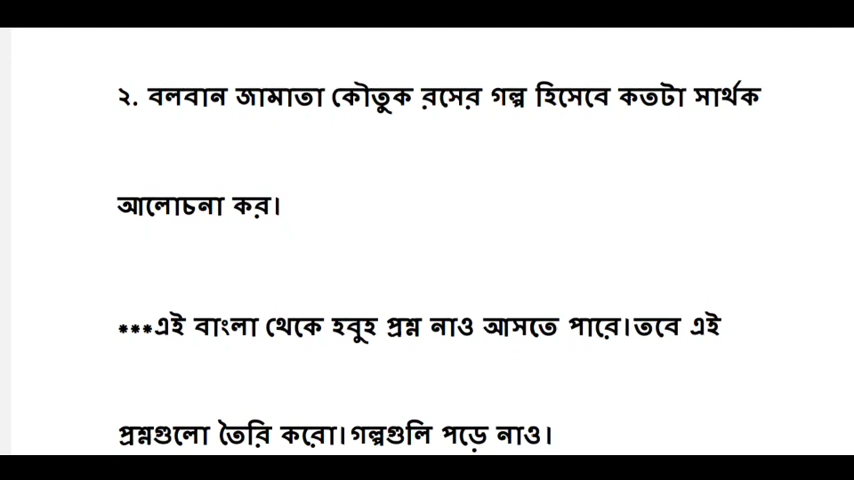 ২. বলবান জামাতা কৌতুক রসের গল্প হিসেবে কতটা সার্থক
আলোচনা কর।
***এই বাংলা থেকে হবুহ প্রশ্ন নাও আসতে পারে।তবে এই
প্রশ্নগুলো তৈরি করো।গল্পগুলি পড়ে নাও।